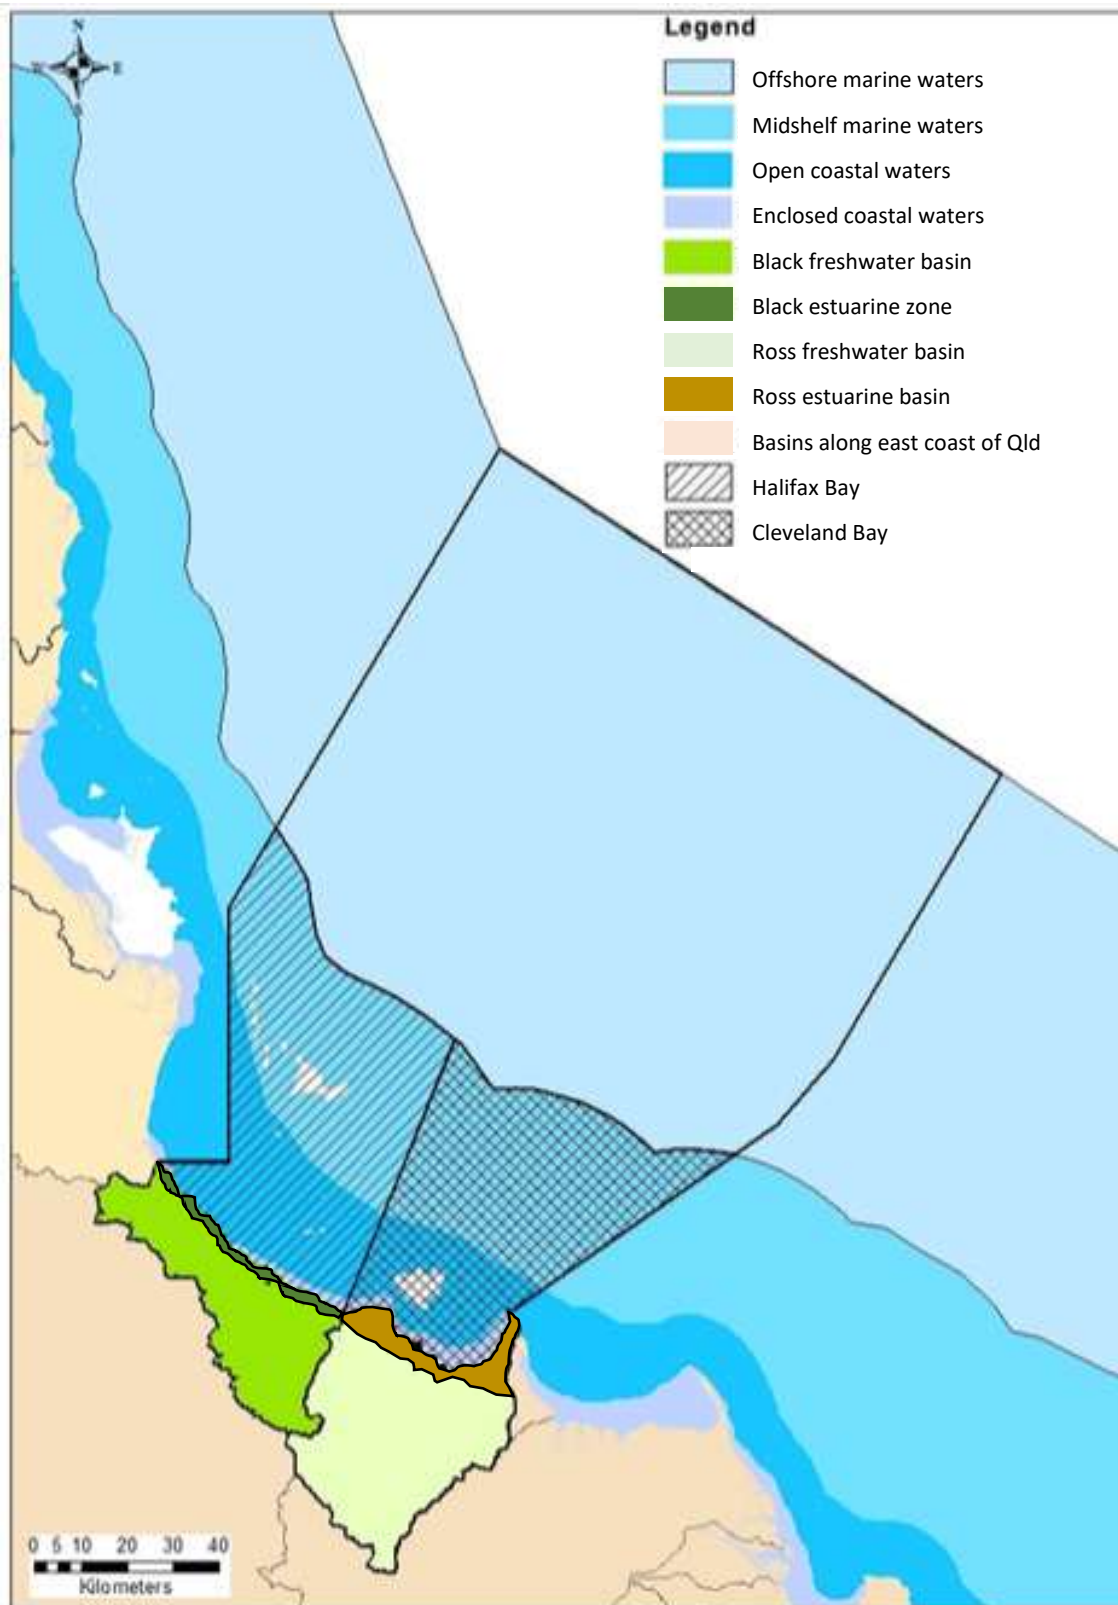 N
W
E
S
Legend
Offshore marine waters
Midshelf marine waters
Open coastal waters
Enclosed coastal waters
Black freshwater basin
Black estuarine zone
Ross freshwater basin
Ross estuarine basin
Basins along east coast of Qld
Halifax Bay
Cleveland Bay
0 5 10 20 30 40
Kilometers